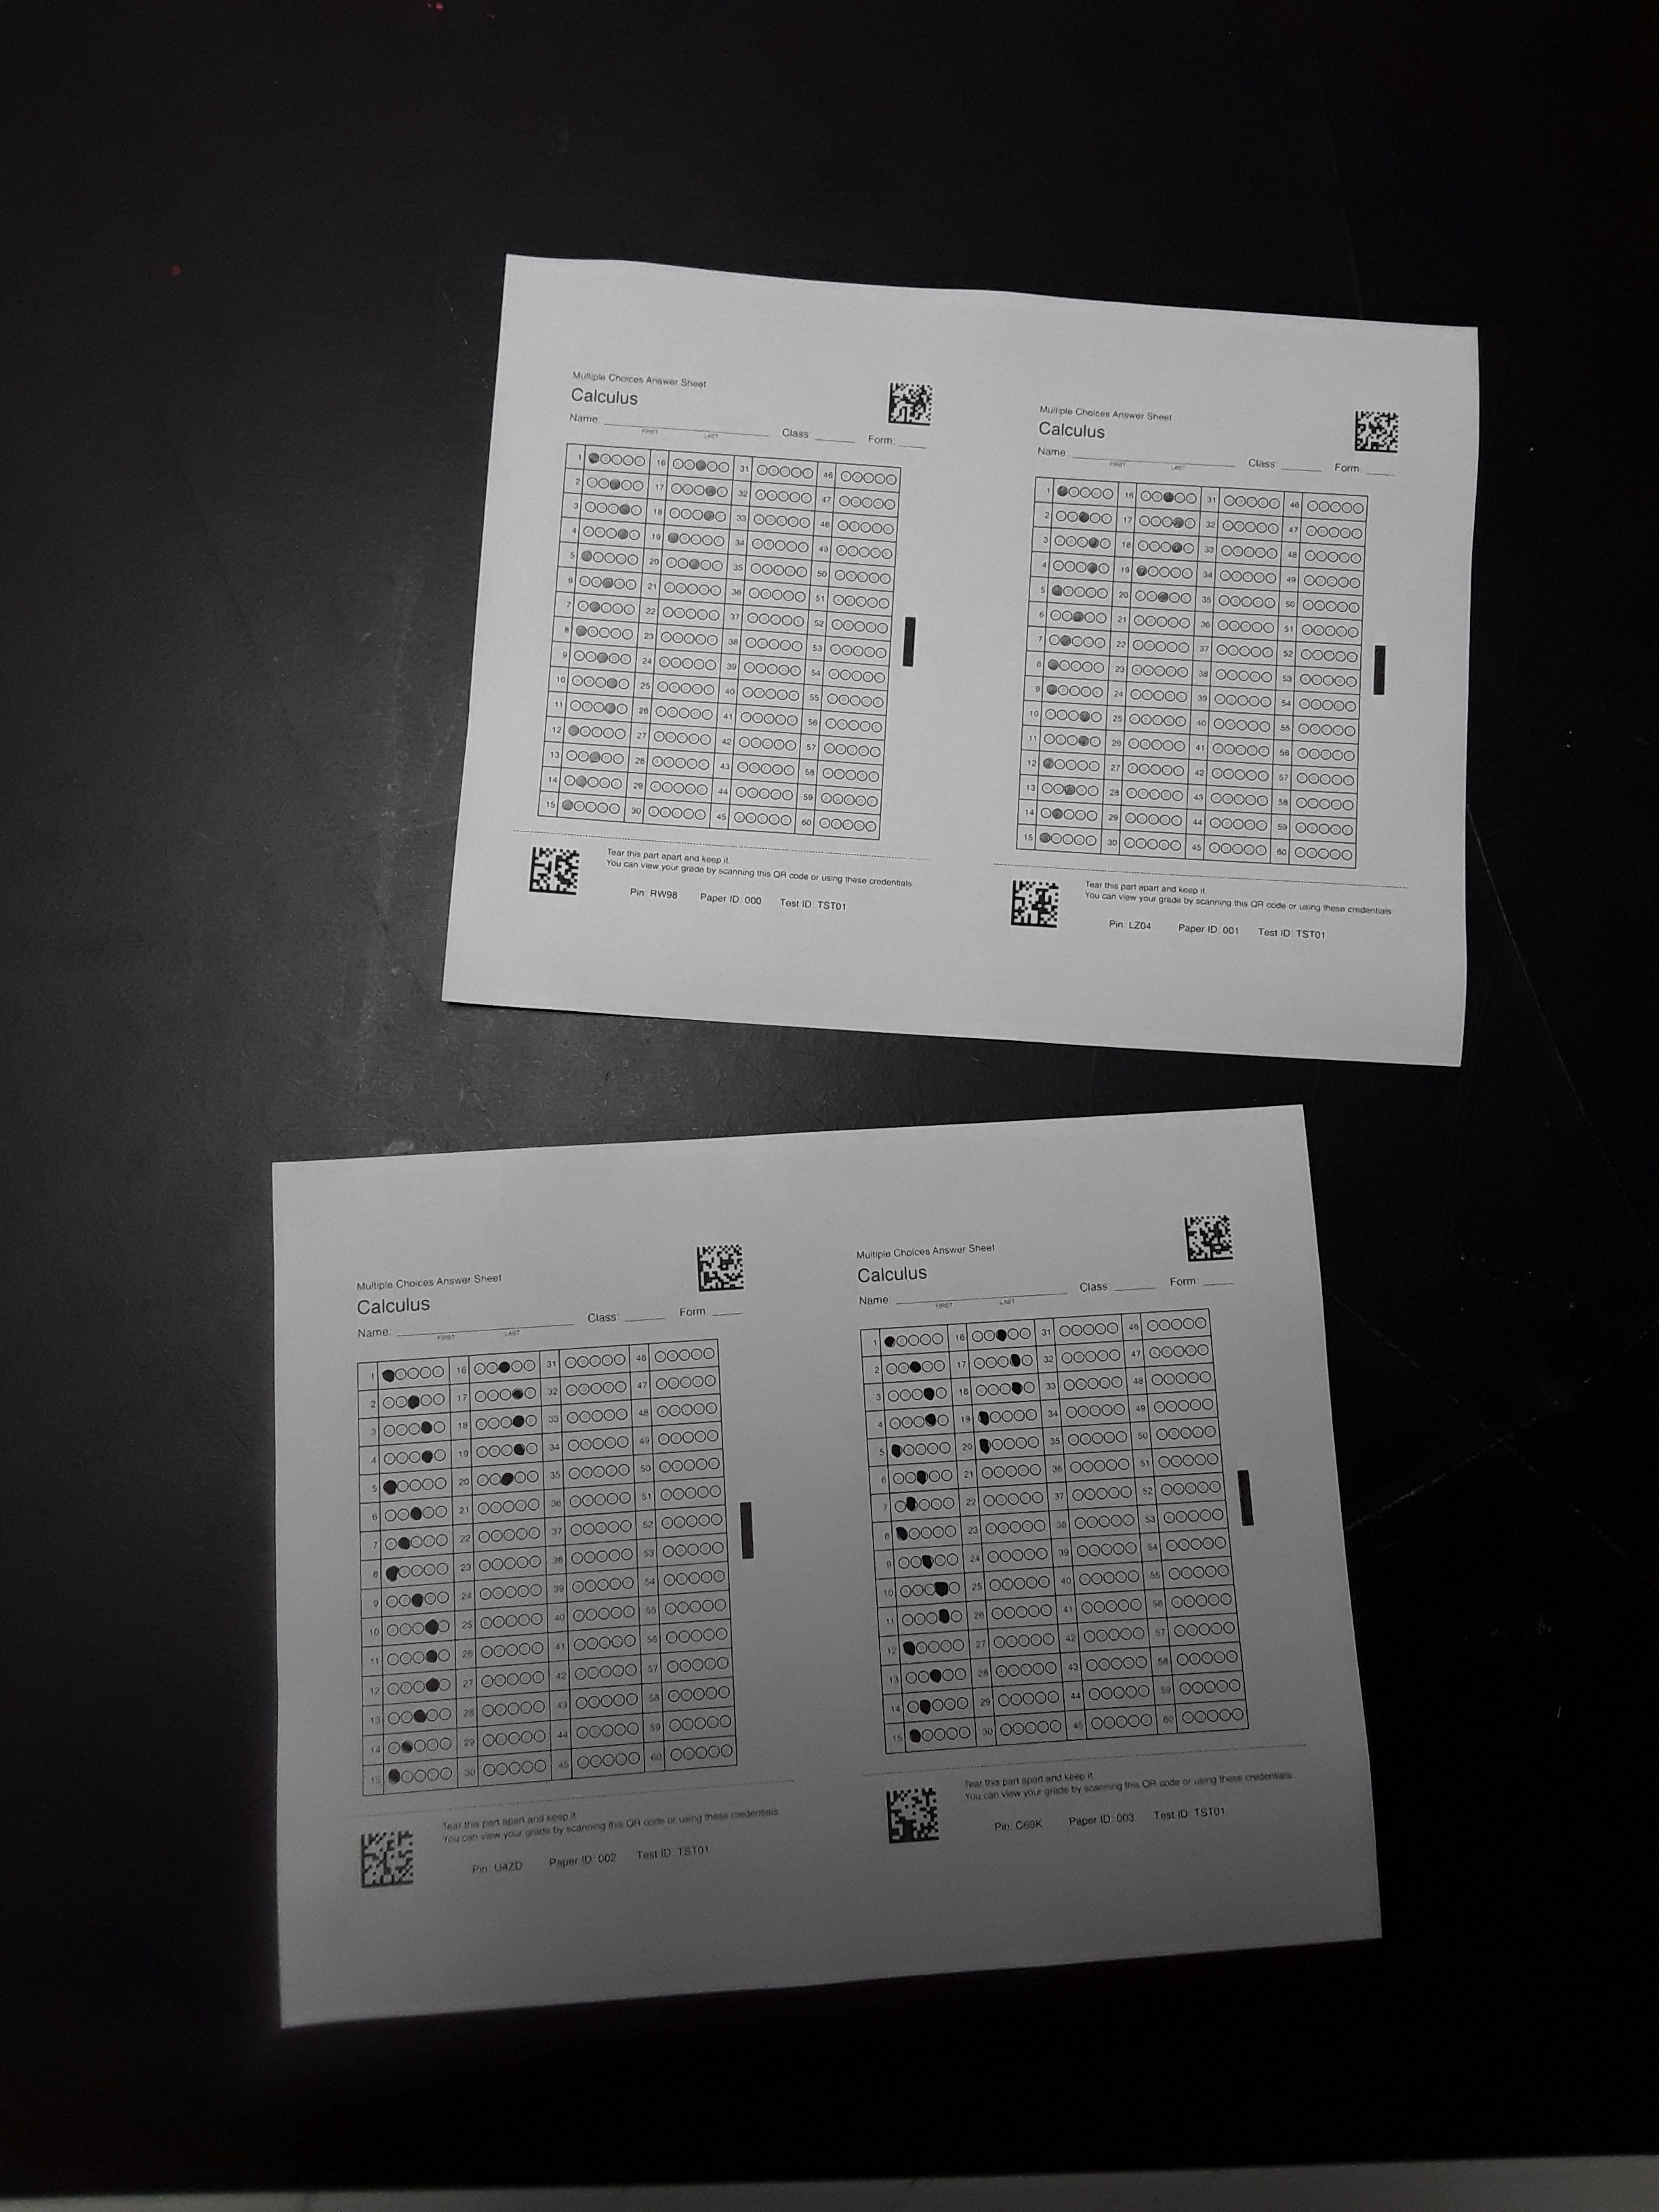 Multiple Choices Answer Sheet
Calculus
Name
FIRST LAST
Class: Form:
1 16 31 46
2 17 32 47
3 18 33 48
4 19 34 49
5 20 35 50
6 21 36 51
7 22 37 52
8 23 38 53
9 24 39 54
10 25 40 55
11 26 41 56
12 27 42 57
13 28 43 58
14 29 44 59
15 30 45 60
Tear this part apart and keep it.
You can view your grade by scanning this QR code or using these credentials
Pin: RW98 Paper ID: 000 Test ID: TST01
Multiple Choices Answer Sheet
Calculus
Name
FIRST LAST
Class: Form:
1 16 31 46
2 17 32 47
3 18 33 48
4 19 34 49
5 20 35 50
6 21 36 51
7 22 37 52
8 23 38 53
9 24 39 54
10 25 40 55
11 26 41 56
12 27 42 57
13 28 43 58
14 29 44 59
15 30 45 60
Tear this part apart and keep it.
You can view your grade by scanning this QR code or using these credentials
Pin: LZ04 Paper ID: 001 Test ID: TST01
Multiple Choices Answer Sheet
Calculus
Name:
FIRST LAST
Class: Form:
1 16 31 46
2 17 32 47
3 18 33 48
4 19 34 49
5 20 35 50
6 21 36 51
7 22 37 52
8 23 38 53
9 24 39 54
10 25 40 55
11 26 41 56
12 27 42 57
13 28 43 58
14 29 44 59
15 30 45 60
Tear this part apart and keep it.
You can view your grade by scanning this QR code or using these credentials
Pin: U4ZD Paper ID: 002 Test ID: TST01
Multiple Choices Answer Sheet
Calculus
Name
FIRST LAST
Class: Form:
1 16 31 46
2 17 32 47
3 18 33 48
4 19 34 49
5 20 35 50
6 21 36 51
7 22 37 52
8 23 38 53
9 24 39 54
10 25 40 55
11 26 41 56
12 27 42 57
13 28 43 58
14 29 44 59
15 30 45 60
Tear this part apart and keep it.
You can view your grade by scanning this QR code or using these credentials
Pin: C69K Paper ID: 003 Test ID: TST01